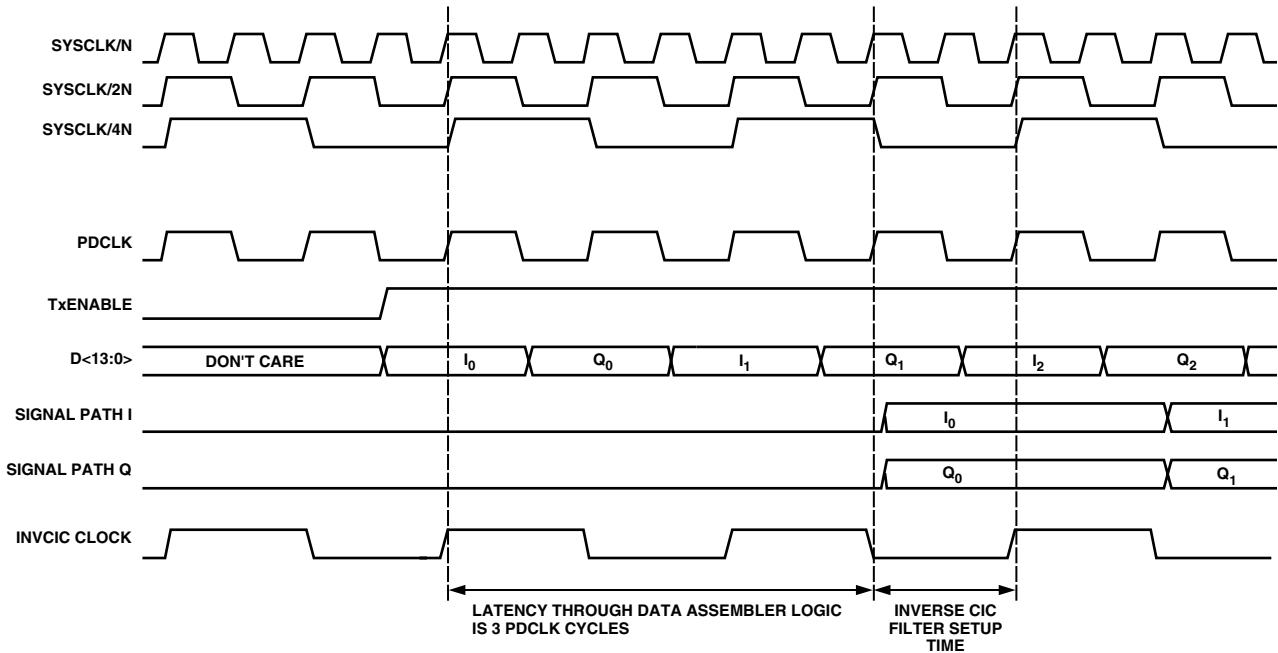 SYSCLK/N
SYSCLK/2N
SYSCLK/4N
PDCLK
TxENABLE
D<13:0> DON'T CARE I0 Q0 I1 Q1 I2 Q2
SIGNAL PATH I I0 I1
SIGNAL PATH Q Q0 Q1
INVCIC CLOCK
LATENCY THROUGH DATA ASSEMBLER LOGIC
IS 3 PDCLK CYCLES
INVERSE CIC
FILTER SETUP
TIME